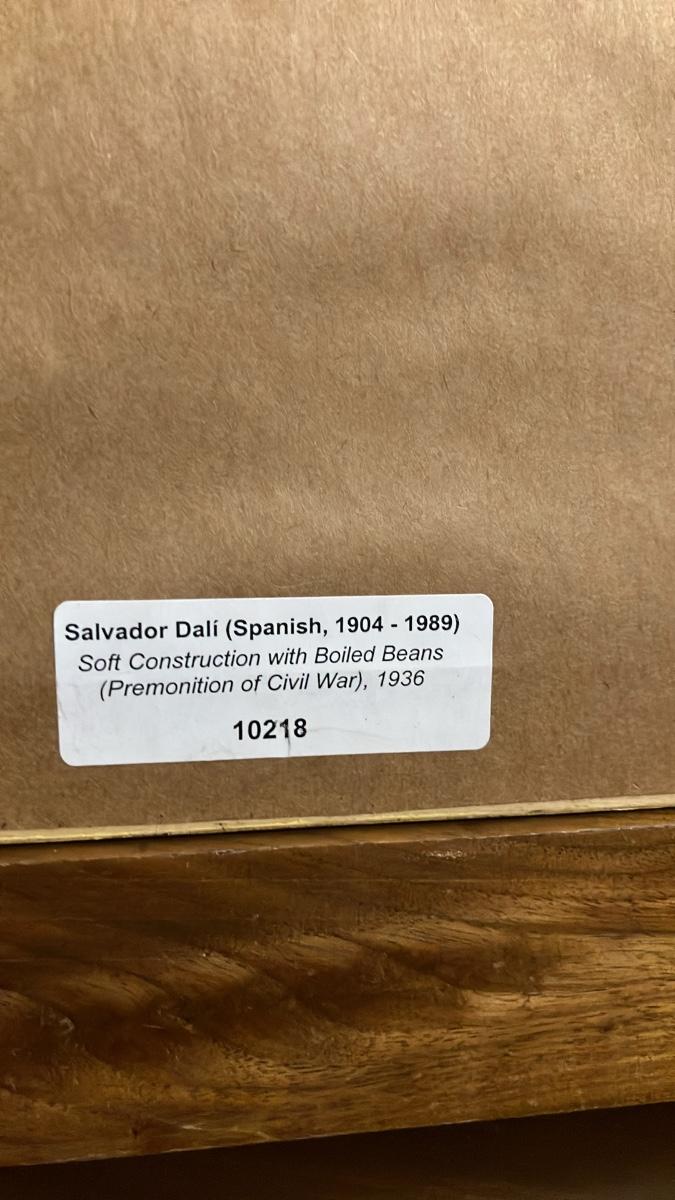 Salvador Dalí (Spanish, 1904 - 1989)
Soft Construction with Boiled Beans
(Premonition of Civil War), 1936
10218